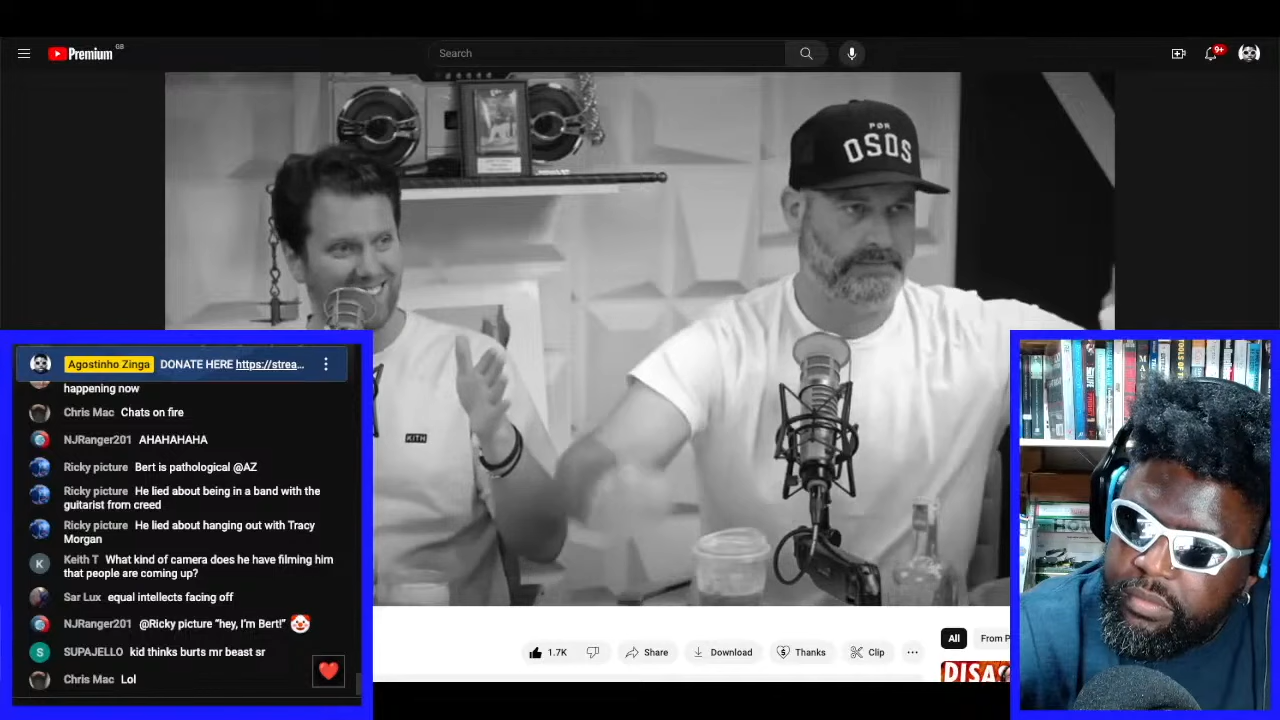 Premium GB
Search
9+
PØR
OSOS
KITH
Agostinho Zinga DONATE HERE https://strea...
happening now
Chris Mac Chats on fire
NJRanger201 AHAHAHAHA
Ricky picture Bert is pathological @AZ
Ricky picture He lied about being in a band with the
guitarist from creed
Ricky picture He lied about hanging out with Tracy
Morgan
K Keith T What kind of camera does he have filming him
that people are coming up?
Sar Lux equal intellects facing off
NJRanger201 @Ricky picture “hey, I'm Bert!” 🤡
S SUPAJELLO kid thinks burts mr beast sr
Chris Mac Lol
1.7K Share Download Thanks Clip
All From P
DISA